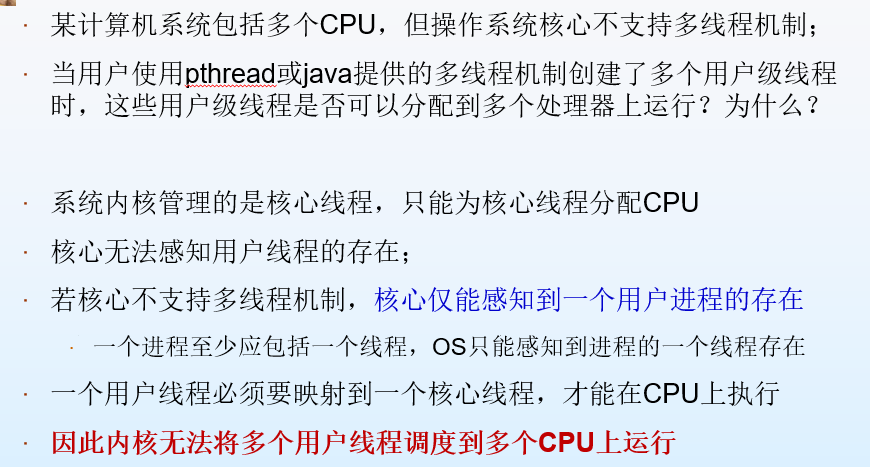 · 某计算机系统包括多个CPU，但操作系统核心不支持多线程机制；
· 当用户使用pthread或java提供的多线程机制创建了多个用户级线程
时，这些用户级线程是否可以分配到多个处理器上运行？为什么？
· 系统内核管理的是核心线程，只能为核心线程分配CPU
· 核心无法感知用户线程的存在；
· 若核心不支持多线程机制，核心仅能感知到一个用户进程的存在
· 一个进程至少应包括一个线程，OS只能感知到进程的一个线程存在
· 一个用户线程必须要映射到一个核心线程，才能在CPU上执行
· 因此内核无法将多个用户线程调度到多个CPU上运行